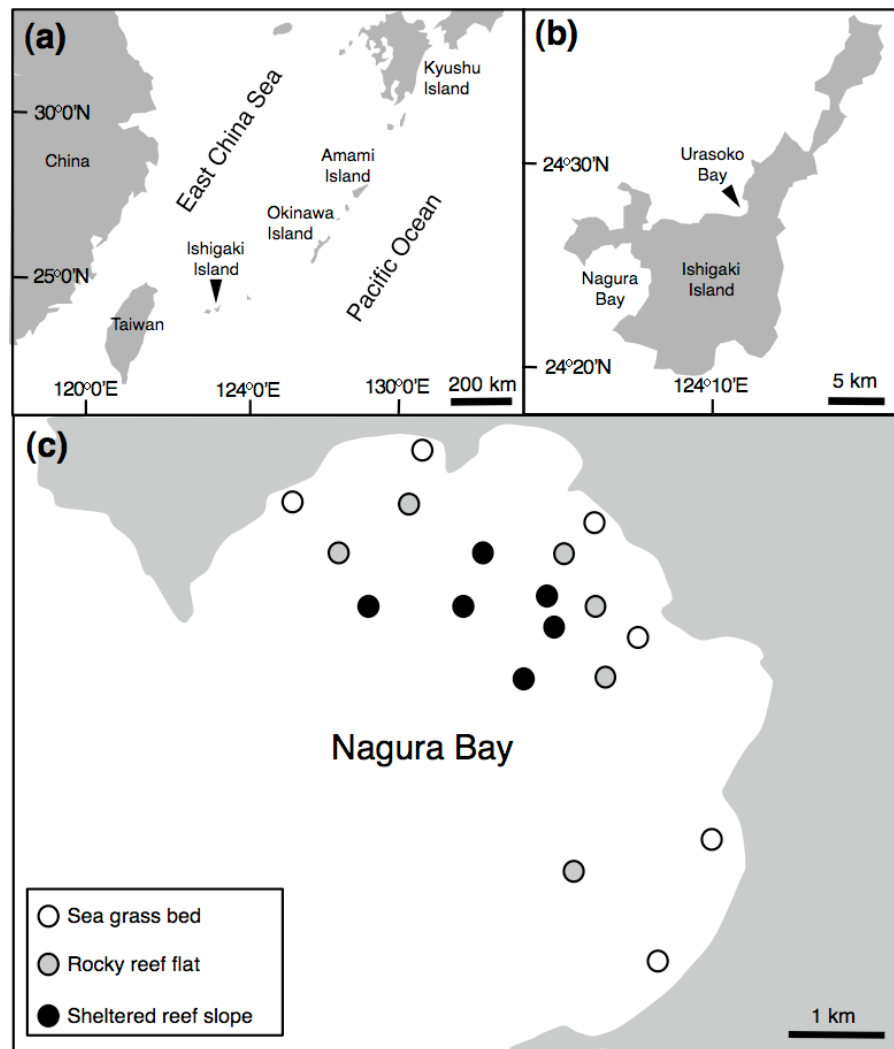 (a)
Kyushu
Island
30°0'N
China
East China Sea
Amami
Island
Okinawa
Island
Pacific Ocean
Ishigaki
Island
25°0'N
Taiwan
120°0'E
124°0'E
130°0'E
200 km
(b)
24°30'N
Urasoko
Bay
Nagura
Bay
Ishigaki
Island
24°20'N
124°10'E
5 km
(c)
Nagura Bay
Sea grass bed
Rocky reef flat
Sheltered reef slope
1 km